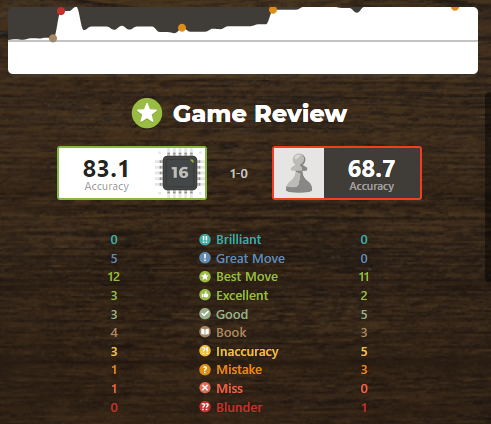 Game Review
83.1
Accuracy
16
1-0
68.7
Accuracy
0 !! Brilliant 0
5 ! Great Move 0
12 Best Move 11
3 Excellent 2
3 Good 5
4 Book 3
3 ?! Inaccuracy 5
1 ? Mistake 3
1 Miss 0
0 ?? Blunder 1